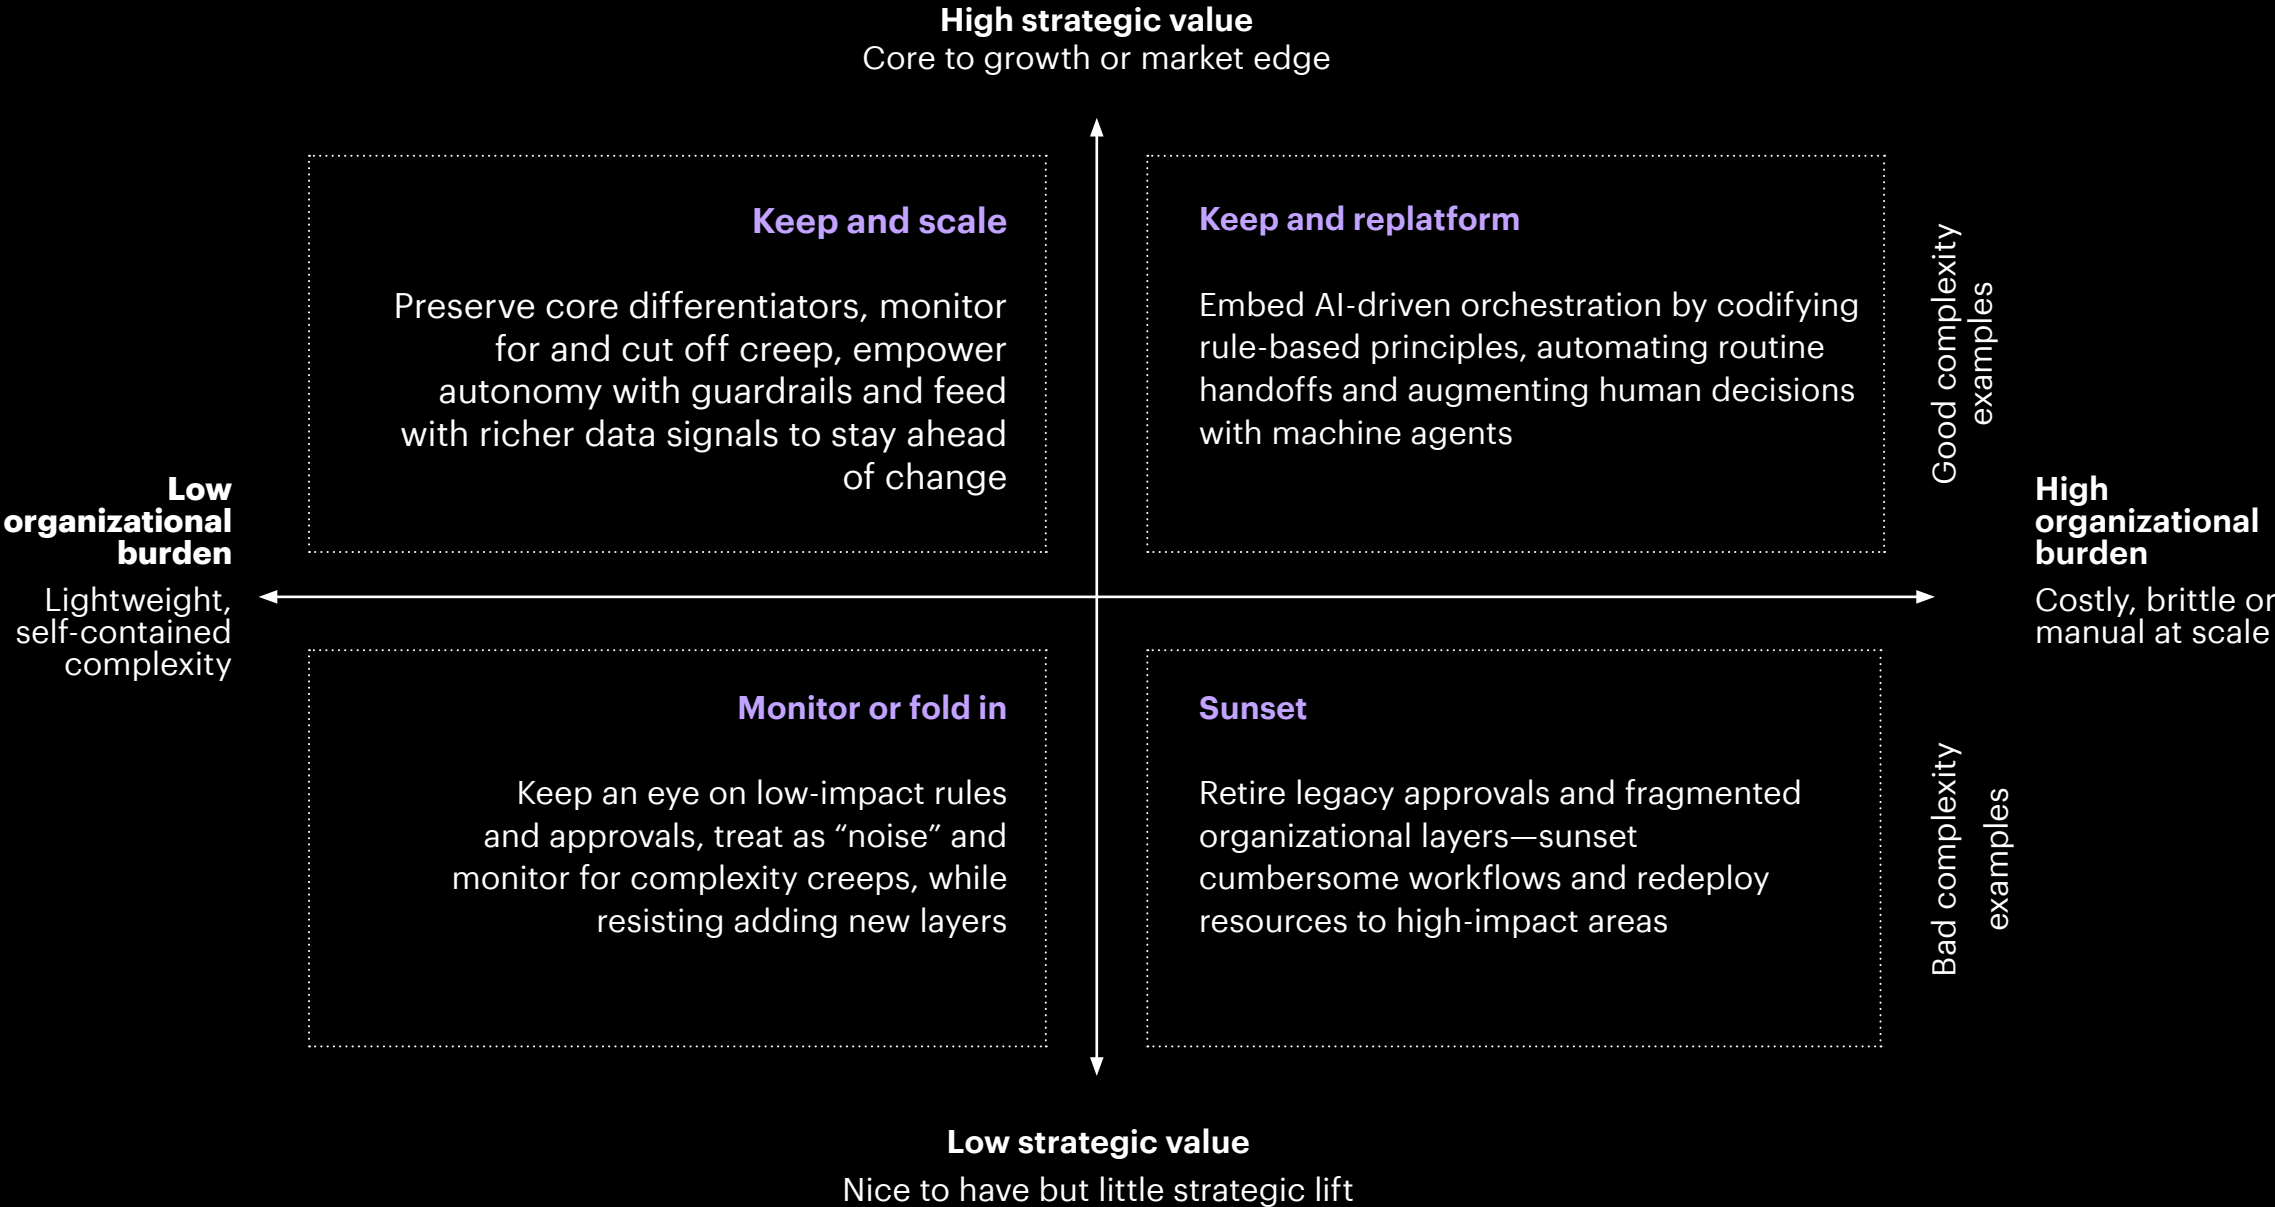 High strategic value
Core to growth or market edge
Keep and scale
Preserve core differentiators, monitor
for and cut off creep, empower
autonomy with guardrails and feed
with richer data signals to stay ahead
of change
Keep and replatform
Embed AI-driven orchestration by codifying
rule-based principles, automating routine
handoffs and augmenting human decisions
with machine agents
Good complexity
examples
Low
organizational
burden
Lightweight,
self-contained
complexity
High
organizational
burden
Costly, brittle or
manual at scale
Monitor or fold in
Keep an eye on low-impact rules
and approvals, treat as “noise” and
monitor for complexity creeps, while
resisting adding new layers
Sunset
Retire legacy approvals and fragmented
organizational layers—sunset
cumbersome workflows and redeploy
resources to high-impact areas
Bad complexity
examples
Low strategic value
Nice to have but little strategic lift